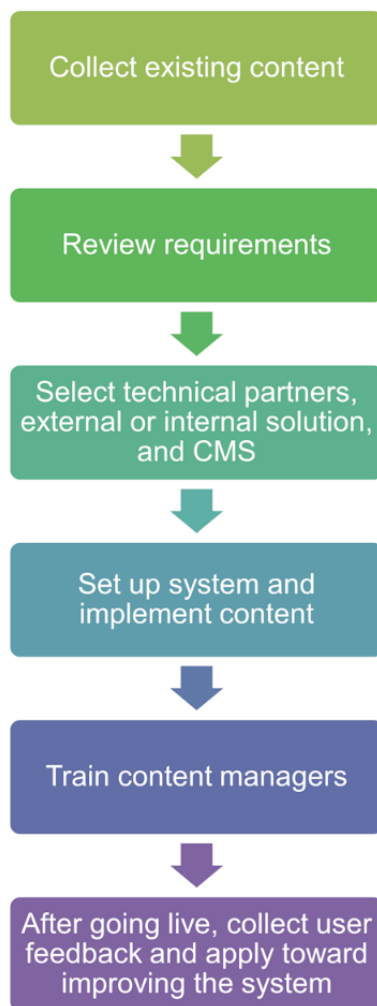 Collect existing content
Review requirements
Select technical partners,
external or internal solution,
and CMS
Set up system and
implement content
Train content managers
After going live, collect user
feedback and apply toward
improving the system